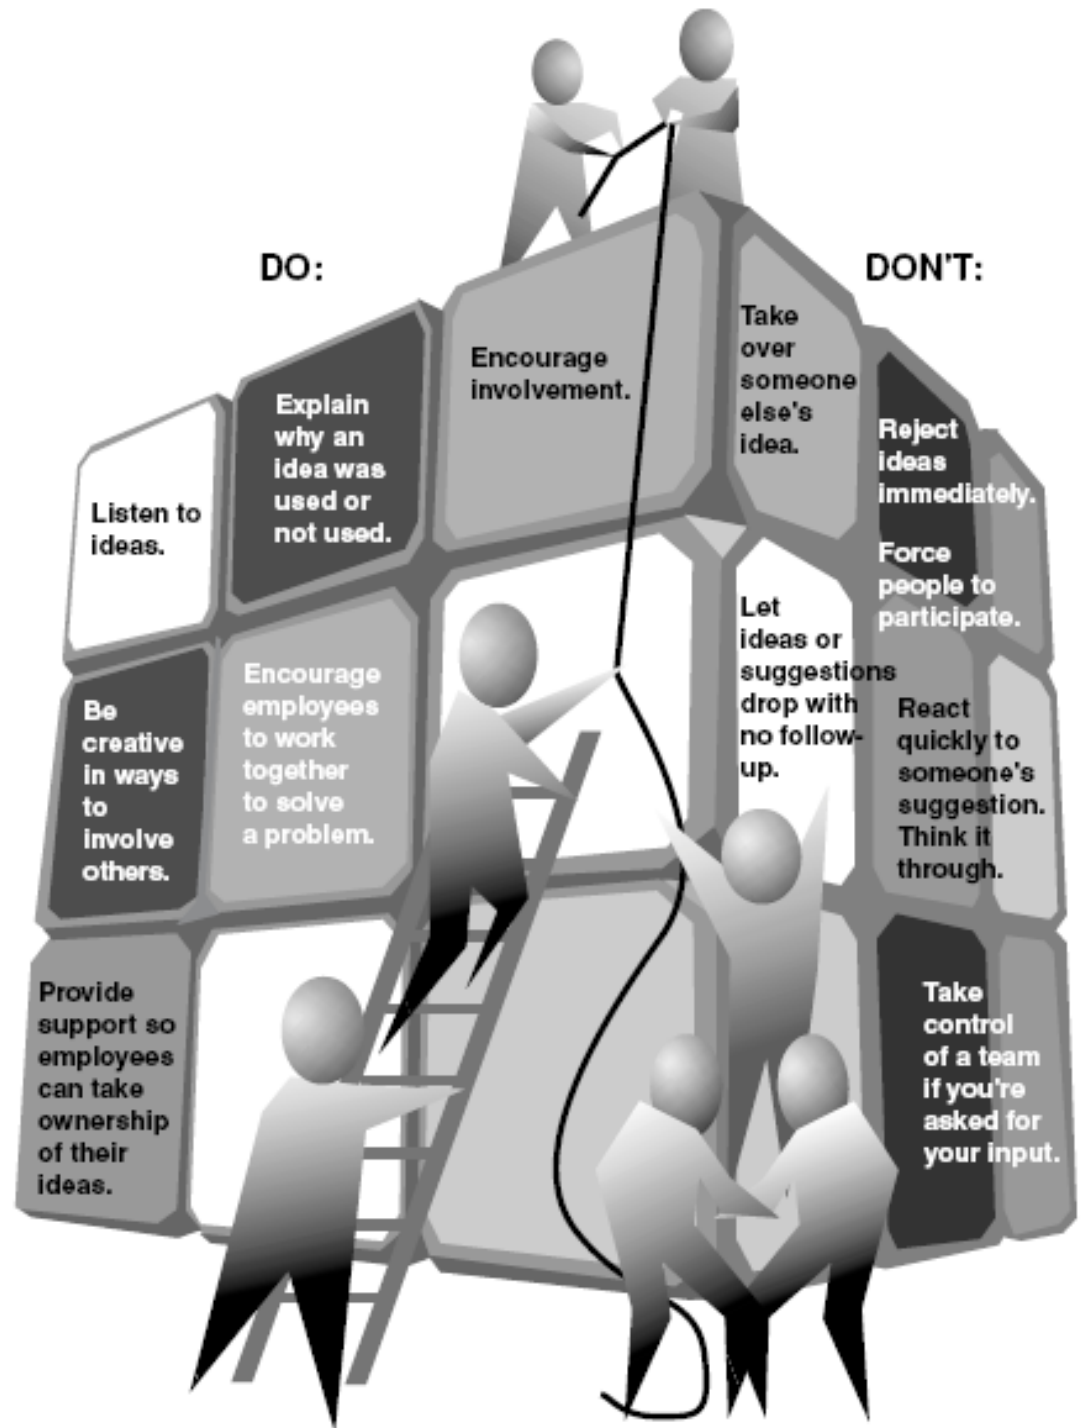 DO:
Listen to
ideas.
Explain
why an
idea was
used or
not used.
Encourage
involvement.
Be
creative
in ways
to
involve
others.
Encourage
employees
to work
together
to solve
a problem.
Provide
support so
employees
can take
ownership
of their
ideas.
DON'T:
Take
over
someone
else's
idea.
Reject
ideas
immediately.
Force
people to
participate.
Let
ideas or
suggestions
drop with
no follow-
up.
React
quickly to
someone's
suggestion.
Think it
through.
Take
control
of a team
if you're
asked for
your input.